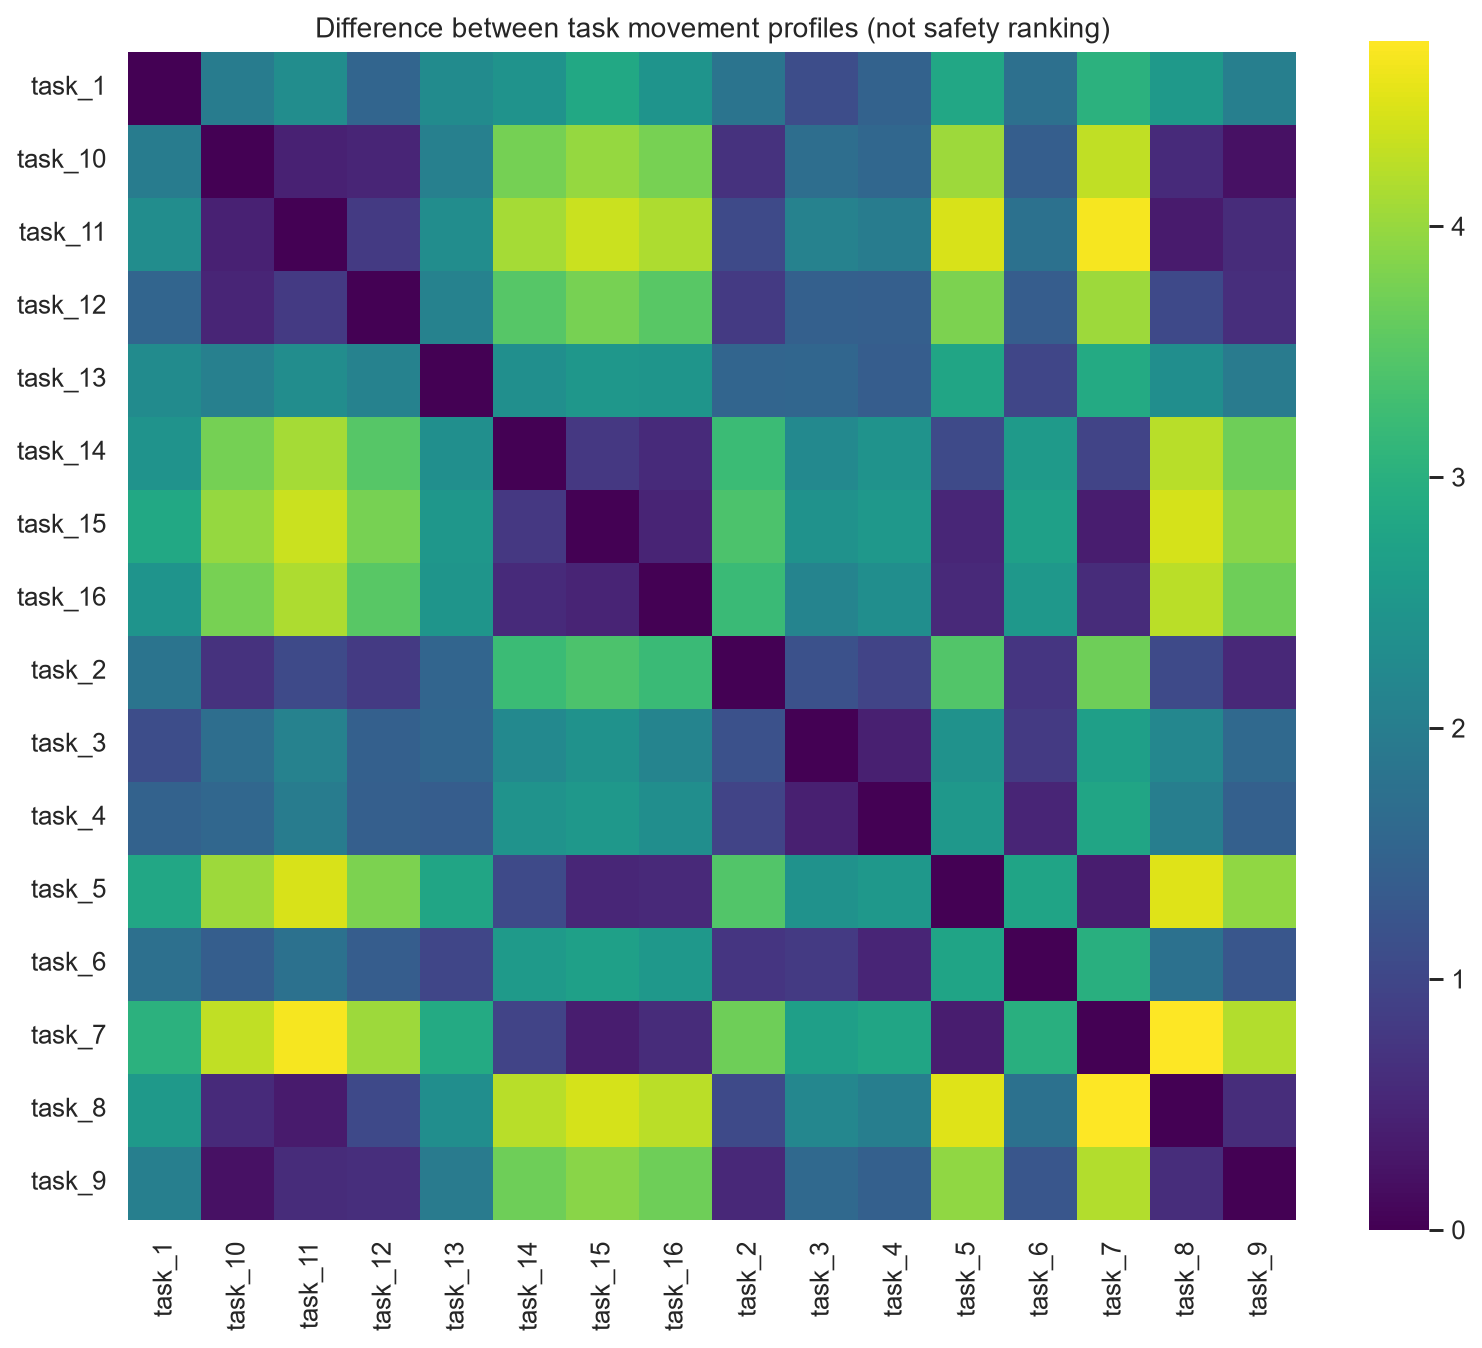 Difference between task movement profiles (not safety ranking)
task_1
task_10
task_11
task_12
task_13
task_14
task_15
task_16
task_2
task_3
task_4
task_5
task_6
task_7
task_8
task_9
task_1
task_10
task_11
task_12
task_13
task_14
task_15
task_16
task_2
task_3
task_4
task_5
task_6
task_7
task_8
task_9
4
3
2
1
0